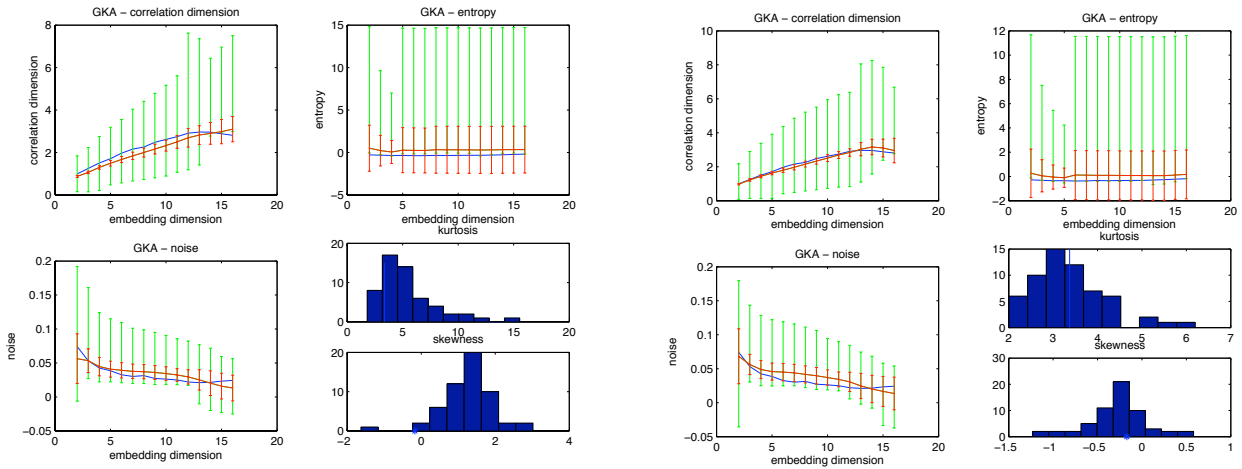 GKA − correlation dimension
8
6
4
2
0
0 5 10 15 20
correlation dimension
embedding dimension
GKA − entropy
15
10
5
0
−5
0 5 10 15 20
entropy
embedding dimension
GKA − noise
0.2
0.15
0.1
0.05
0
−0.05
0 5 10 15 20
noise
embedding dimension
kurtosis
20
10
0
0 5 10 15 20
skewness
20
10
0
−2 0 2 4
GKA − correlation dimension
10
8
6
4
2
0
0 5 10 15 20
correlation dimension
embedding dimension
GKA − entropy
12
10
8
6
4
2
0
−2
0 5 10 15 20
entropy
embedding dimension
GKA − noise
0.2
0.15
0.1
0.05
0
−0.05
0 5 10 15 20
noise
embedding dimension
kurtosis
15
10
5
0
2 3 4 5 6 7
skewness
30
20
10
0
−1.5 −1 −0.5 0 0.5 1